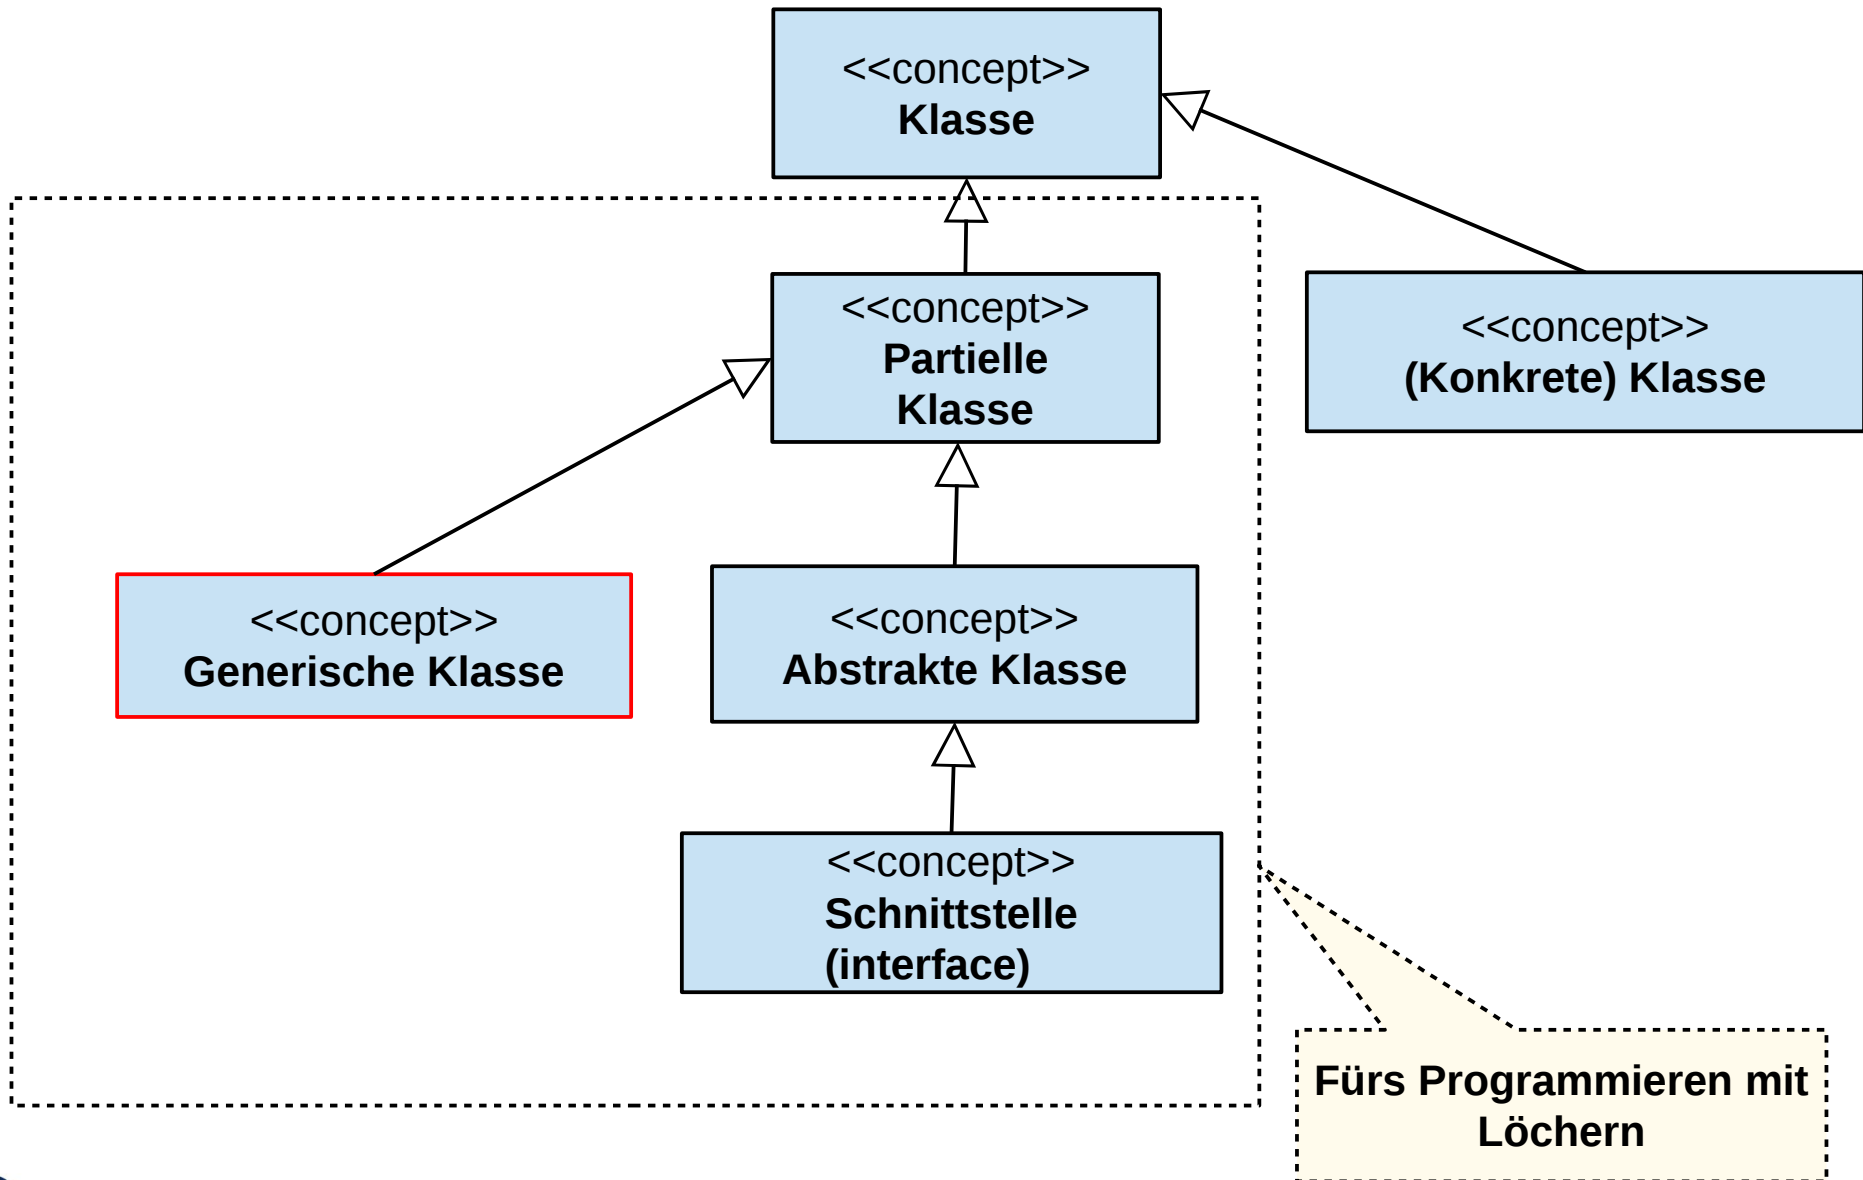 <<concept>>
Klasse
<<concept>>
Partielle
Klasse
<<concept>>
(Konkrete) Klasse
<<concept>>
Generische Klasse
<<concept>>
Abstrakte Klasse
<<concept>>
Schnittstelle
(interface)
Fürs Programmieren mit
Löchern